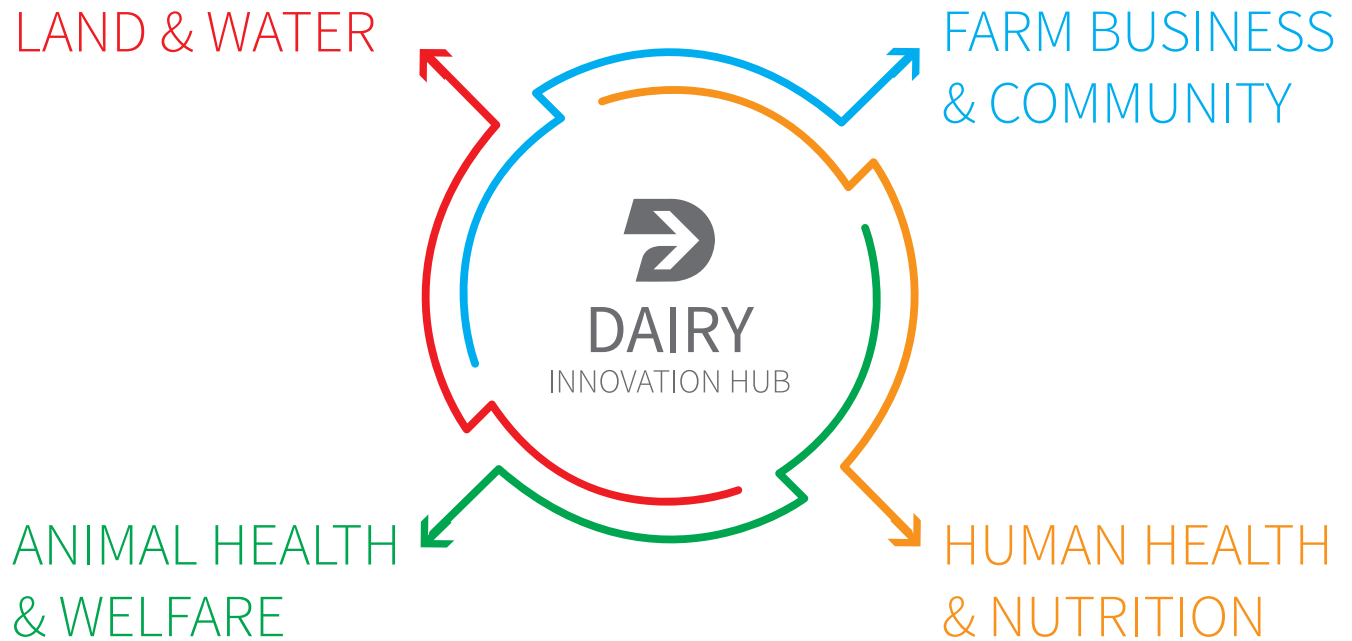 LAND & WATER
FARM BUSINESS
& COMMUNITY
DAIRY
INNOVATION HUB
ANIMAL HEALTH
& WELFARE
HUMAN HEALTH
& NUTRITION